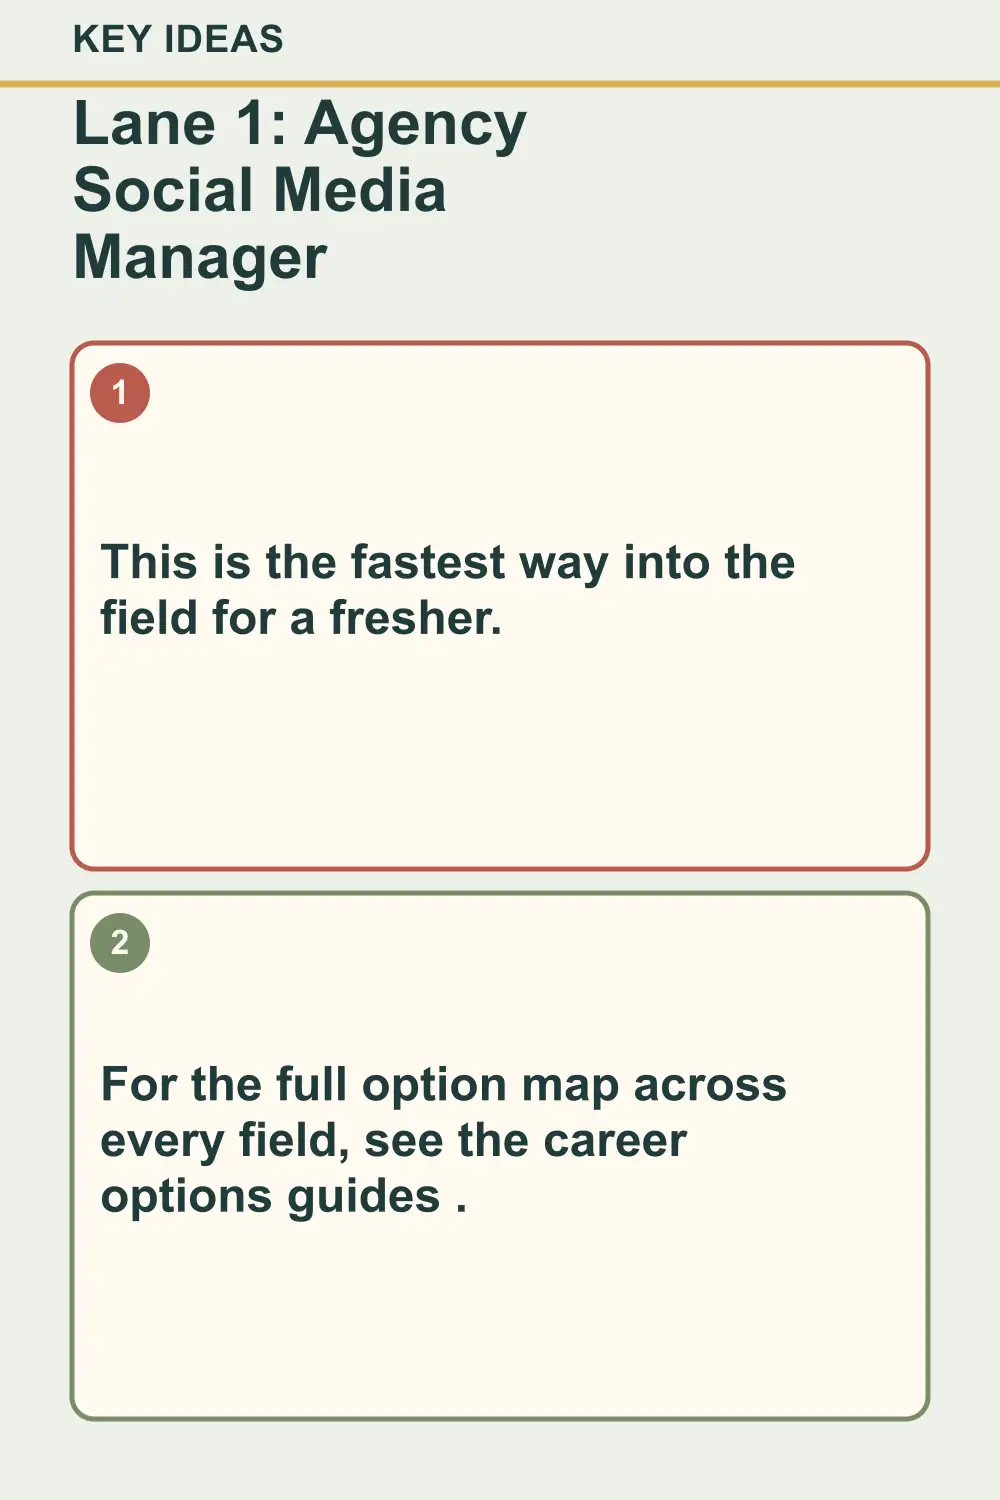 KEY IDEAS
Lane 1: Agency
Social Media
Manager
1
This is the fastest way into the
field for a fresher.
2
For the full option map across
every field, see the career
options guides .